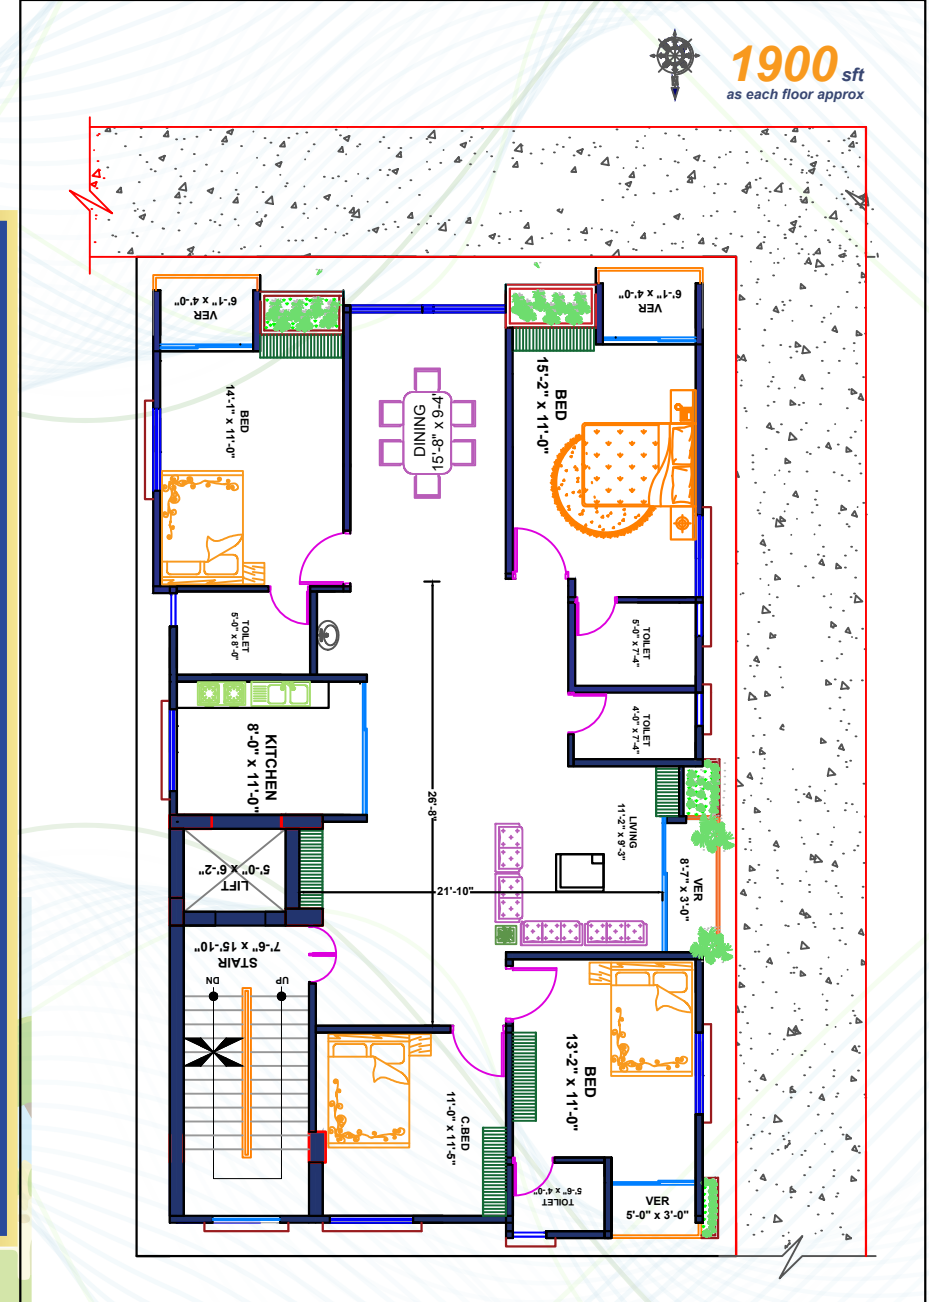 1900 sft
as each floor approx
VER
6'-1" x 4'-0"
VER
6'-1" x 4'-0"
BED
14'-1" x 11'-0"
DINING
15'-8" x 9'-4"
BED
15'-2" x 11'-0"
TOILET
5'-0" x 8'-0"
TOILET
5'-0" x 7'-4"
TOILET
4'-0" x 7'-4"
KITCHEN
8'-0" x 11'-0"
26'-8"
LIVING
11'-2" x 9'-3"
VER
8'-7" x 3'-0"
LIFT
5'-0" x 6'-2"
21'-10"
STAIR
7'-6" x 15'-10"
DN
UP
BED
13'-2" x 11'-0"
C.BED
11'-0" x 11'-5"
TOILET
5'-6" x 4'-0"
VER
5'-0" x 3'-0"